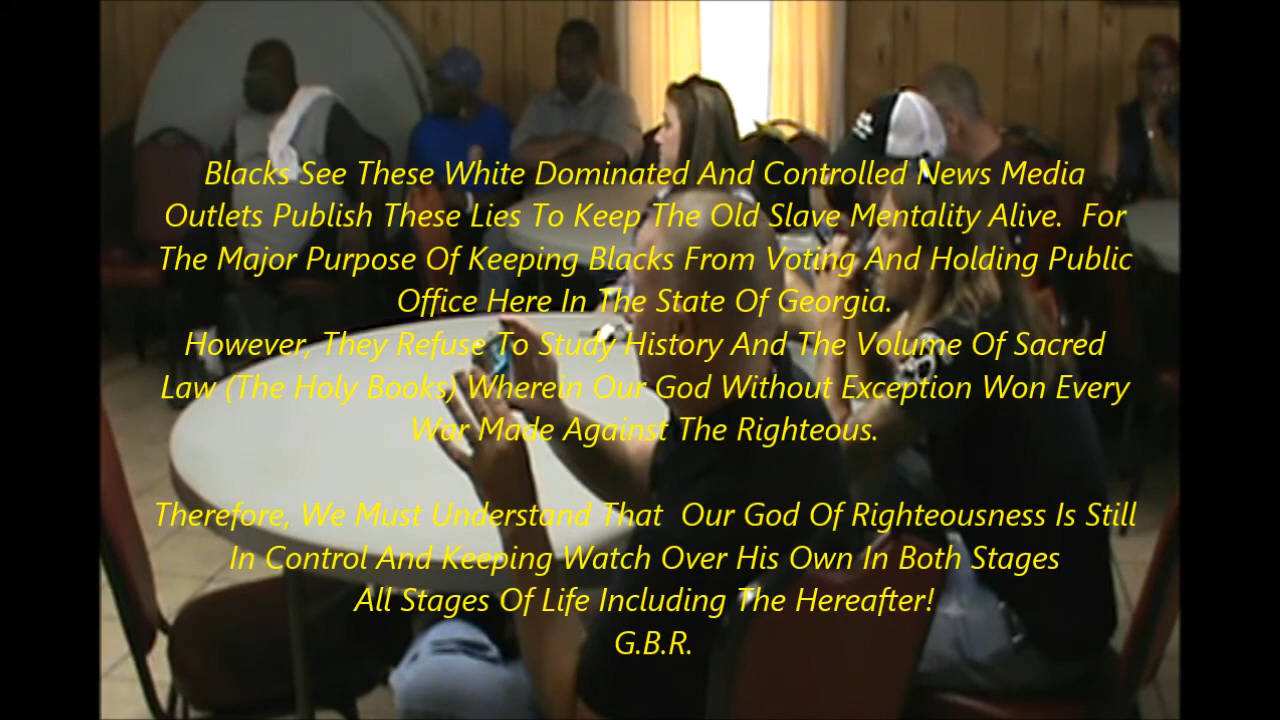 Blacks See These White Dominated And Controlled News Media
Outlets Publish These Lies To Keep The Old Slave Mentality Alive.  For
The Major Purpose Of Keeping Blacks From Voting And Holding Public
Office Here In The State Of Georgia.
However, They Refuse To Study History And The Volume Of Sacred
Law (The Holy Books) Wherein Our God Without Exception Won Every
War Made Against The Righteous.
Therefore, We Must Understand That  Our God Of Righteousness Is Still
In Control And Keeping Watch Over His Own In Both Stages
All Stages Of Life Including The Hereafter!
G.B.R.